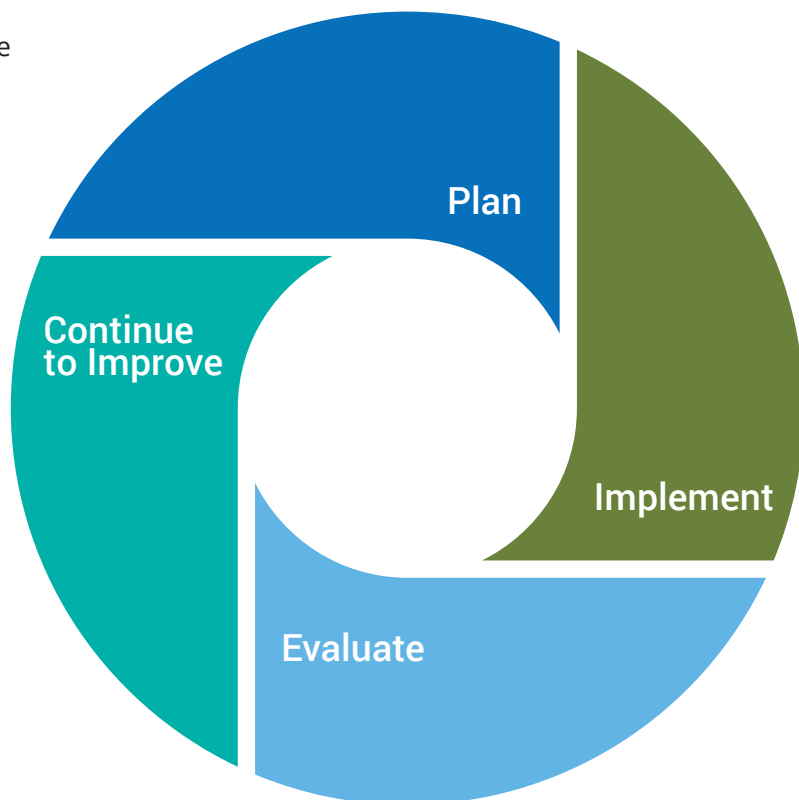 e
Plan
Continue
to Improve
Implement
Evaluate